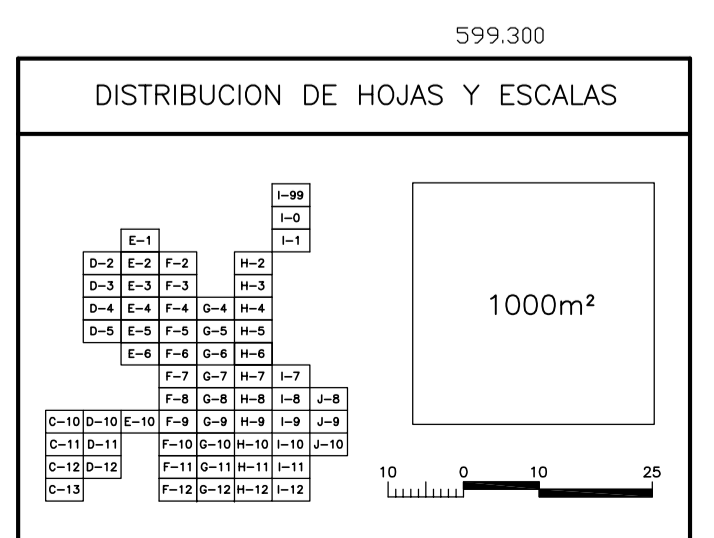 599.300
DISTRIBUCION DE HOJAS Y ESCALAS
I-99
I-0
E-1 I-1
D-2 E-2 F-2 H-2
D-3 E-3 F-3 H-3
D-4 E-4 F-4 G-4 H-4
D-5 E-5 F-5 G-5 H-5
E-6 F-6 G-6 H-6
F-7 G-7 H-7 I-7
F-8 G-8 H-8 I-8 J-8
C-10 D-10 E-10 F-9 G-9 H-9 I-9 J-9
C-11 D-11 F-10 G-10 H-10 I-10 J-10
C-12 D-12 F-11 G-11 H-11 I-11
C-13 F-12 G-12 H-12 I-12
1000m²
10 0 10 25